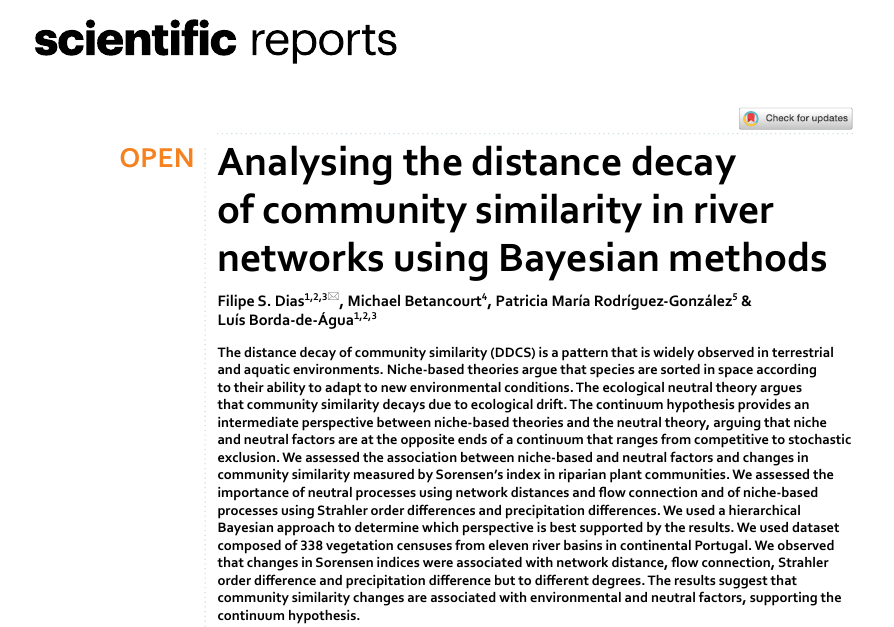 scientific reports
Check for updates
OPEN
Analysing the distance decay
of community similarity in river
networks using Bayesian methods
Filipe S. Dias1,2,3✉, Michael Betancourt4, Patricia María Rodríguez-González5 &
Luís Borda-de-Água1,2,3
The distance decay of community similarity (DDCS) is a pattern that is widely observed in terrestrial
and aquatic environments. Niche-based theories argue that species are sorted in space according
to their ability to adapt to new environmental conditions. The ecological neutral theory argues
that community similarity decays due to ecological drift. The continuum hypothesis provides an
intermediate perspective between niche-based theories and the neutral theory, arguing that niche
and neutral factors are at the opposite ends of a continuum that ranges from competitive to stochastic
exclusion. We assessed the association between niche-based and neutral factors and changes in
community similarity measured by Sorensen's index in riparian plant communities. We assessed the
importance of neutral processes using network distances and flow connection and of niche-based
processes using Strahler order differences and precipitation differences. We used a hierarchical
Bayesian approach to determine which perspective is best supported by the results. We used dataset
composed of 338 vegetation censuses from eleven river basins in continental Portugal. We observed
that changes in Sorensen indices were associated with network distance, flow connection, Strahler
order difference and precipitation difference but to different degrees. The results suggest that
community similarity changes are associated with environmental and neutral factors, supporting the
continuum hypothesis.